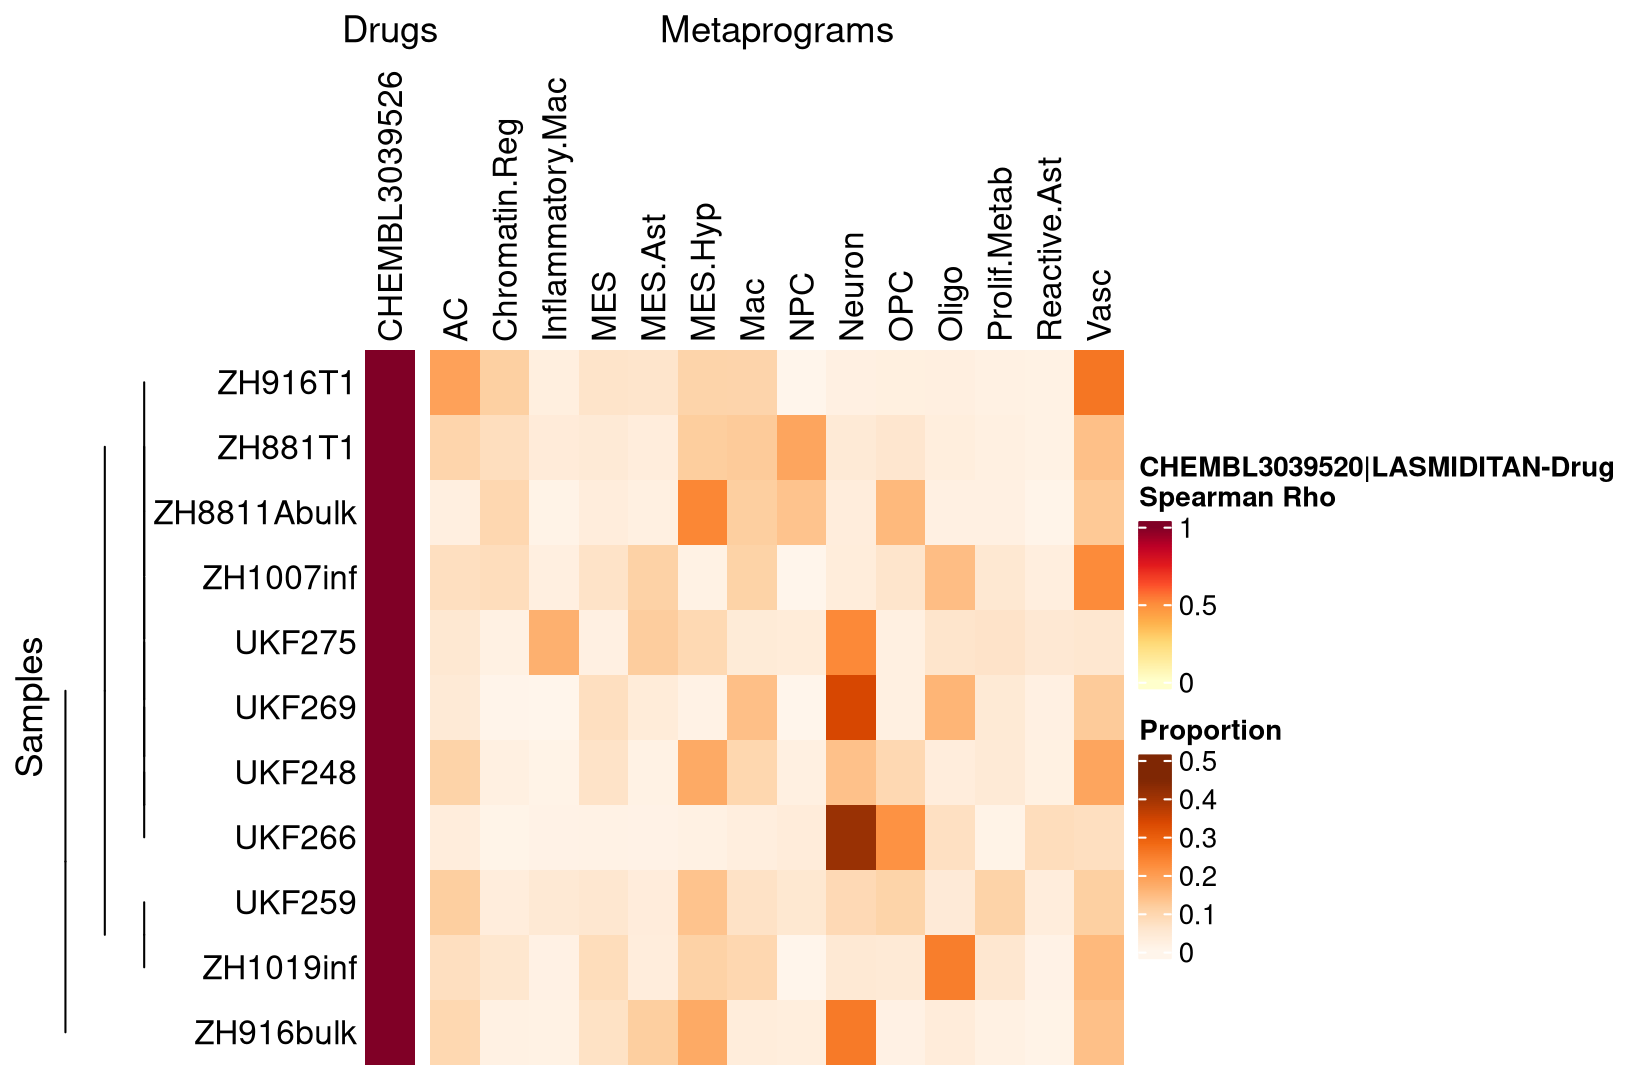 Drugs
Metaprograms
CHEMBL3039526
AC
Chromatin.Reg
Inflammatory.Mac
MES
MES.Ast
MES.Hyp
Mac
NPC
Neuron
OPC
Oligo
Prolif.Metab
Reactive.Ast
Vasc
Samples
ZH916T1
ZH881T1
ZH8811Abulk
ZH1007inf
UKF275
UKF269
UKF248
UKF266
UKF259
ZH1019inf
ZH916bulk
CHEMBL3039520|LASMIDITAN-Drug
Spearman Rho
1
0.5
0
Proportion
0.5
0.4
0.3
0.2
0.1
0